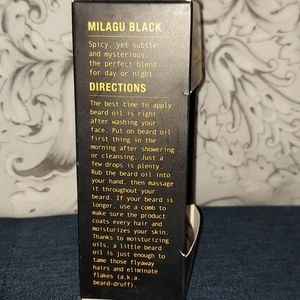 MILAGU BLACK
Spicy, yet subtle
and mysterious.
the perfect blend
for day or night
DIRECTIONS
The best time to apply
beard oil is right
after washing your
face. Put on beard oil
first thing in the
morning after showering
or cleansing. Just a
few drops is plenty.
Rub the beard oil into
your hand, then massage
it throughout your
beard. If your beard is
longer, use a comb to
make sure the product
coats every hair and
moisturizes your skin.
Thanks to moisturizing
oils, a little beard
oil is just enough to
tame those flyaway
hairs and eliminate
flakes (a.k.a.
beard-druff).